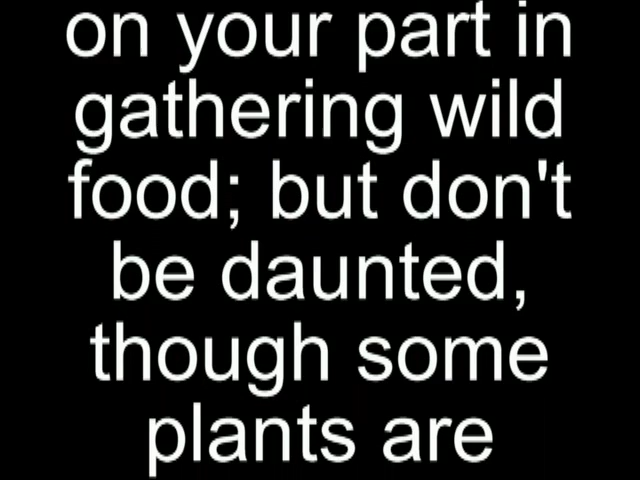 on your part in
gathering wild
food; but don't
be daunted,
though some
plants are